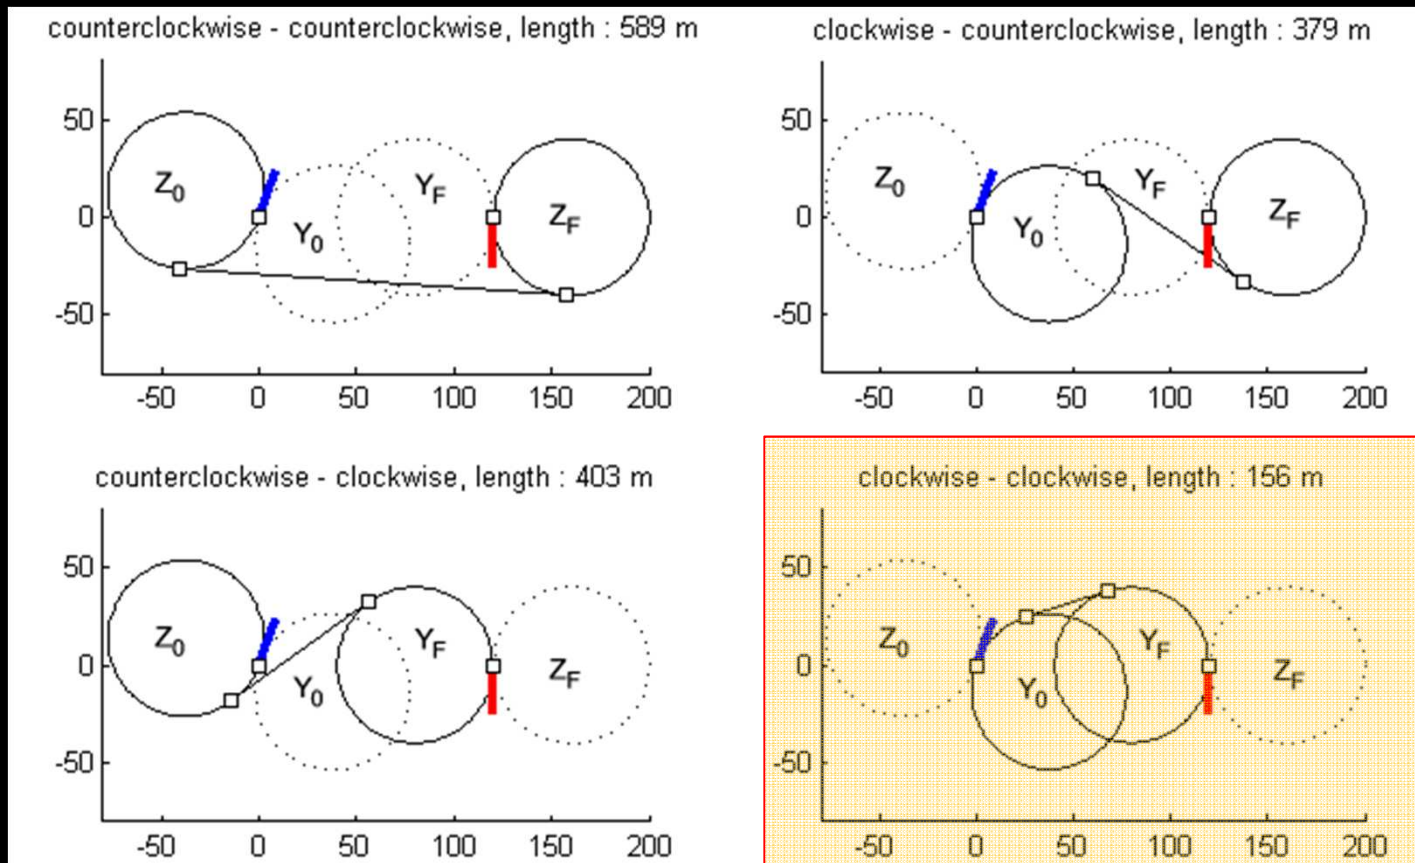 counterclockwise - counterclockwise, length : 589 m
50
0
-50
Z0
Y0
YF
ZF
-50 0 50 100 150 200
clockwise - counterclockwise, length : 379 m
50
0
-50
Z0
Y0
YF
ZF
-50 0 50 100 150 200
counterclockwise - clockwise, length : 403 m
50
0
-50
Z0
Y0
YF
ZF
-50 0 50 100 150 200
clockwise - clockwise, length : 156 m
50
0
-50
Z0
Y0
YF
ZF
-50 0 50 100 150 200